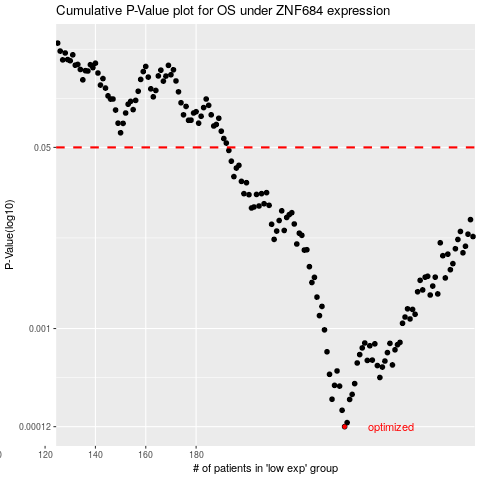 Cumulative P-Value plot for OS under ZNF684 expression
P-Value(log10)
0.05
0.001
0.00012
optimized
0 120 140 160 180
# of patients in 'low exp' group